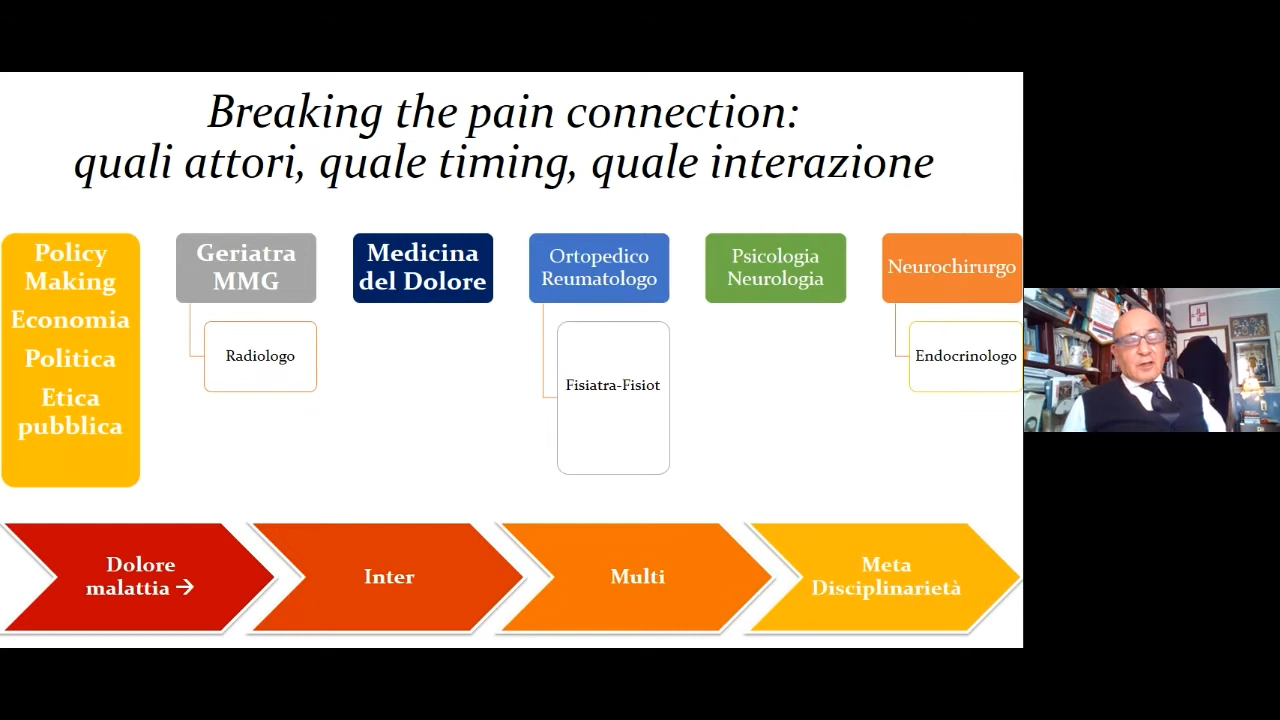 Breaking the pain connection:
quali attori, quale timing, quale interazione
Policy
Making
Economia
Politica
Etica
pubblica
Geriatra
MMG
Radiologo
Medicina
del Dolore
Ortopedico
Reumatologo
Fisiatra-Fisiot
Psicologia
Neurologia
Neurochirurgo
Endocrinologo
Dolore
malattia →
Inter
Multi
Meta
Disciplinarietà